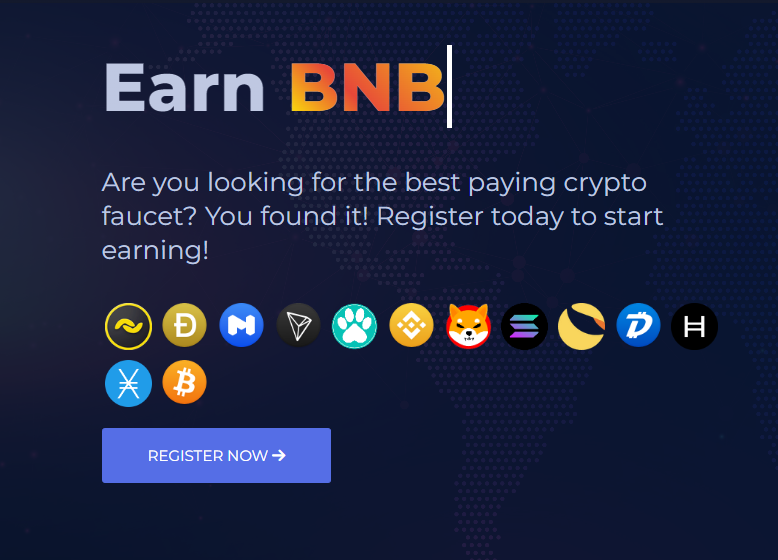 Earn BNB
Are you looking for the best paying crypto
faucet? You found it! Register today to start
earning!
REGISTER NOW